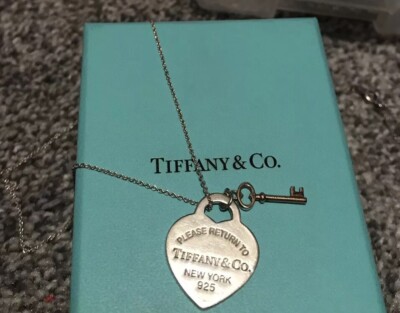 TIFFANY & CO.
PLEASE RETURN TO
TIFFANY & CO.
NEW YORK
925